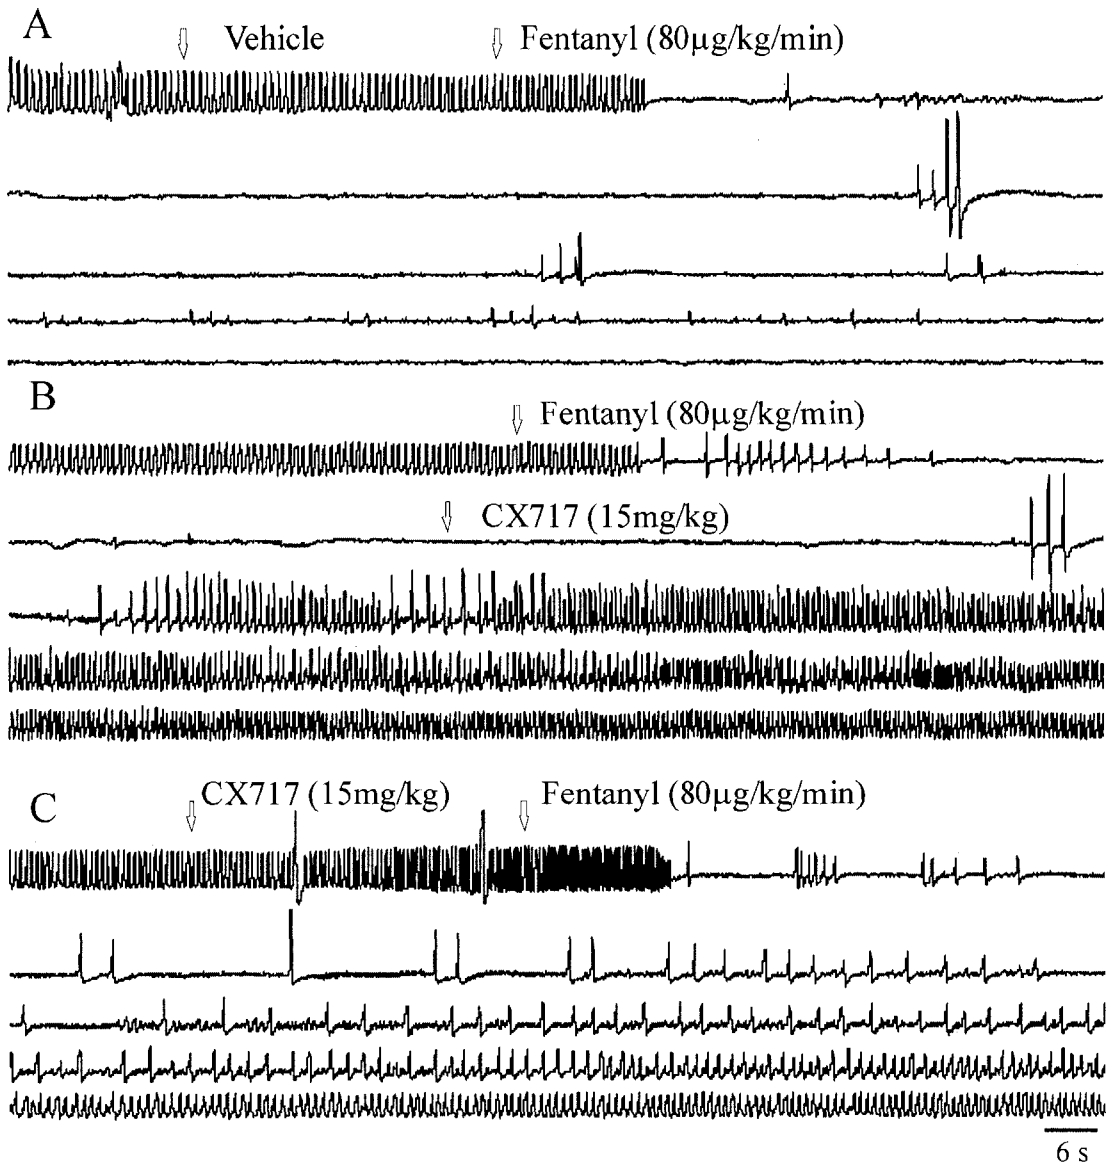 A
Vehicle
Fentanyl (80µg/kg/min)
B
Fentanyl (80µg/kg/min)
CX717 (15mg/kg)
C
CX717 (15mg/kg)
Fentanyl (80µg/kg/min)
6 s